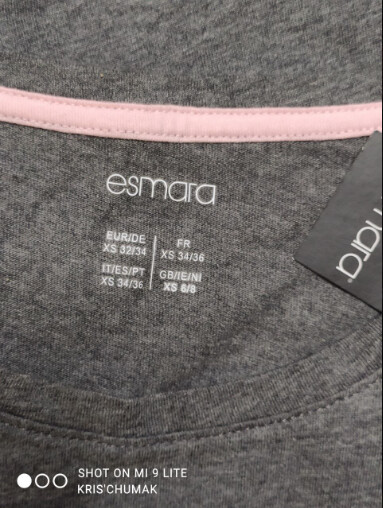 esmara
EUR/DE
XS 32/34
FR
XS 34/36
IT/ES/PT
XS 34/36
GB/IE/NI
XS 6/8
mara
SHOT ON MI 9 LITE
KRIS'CHUMAK